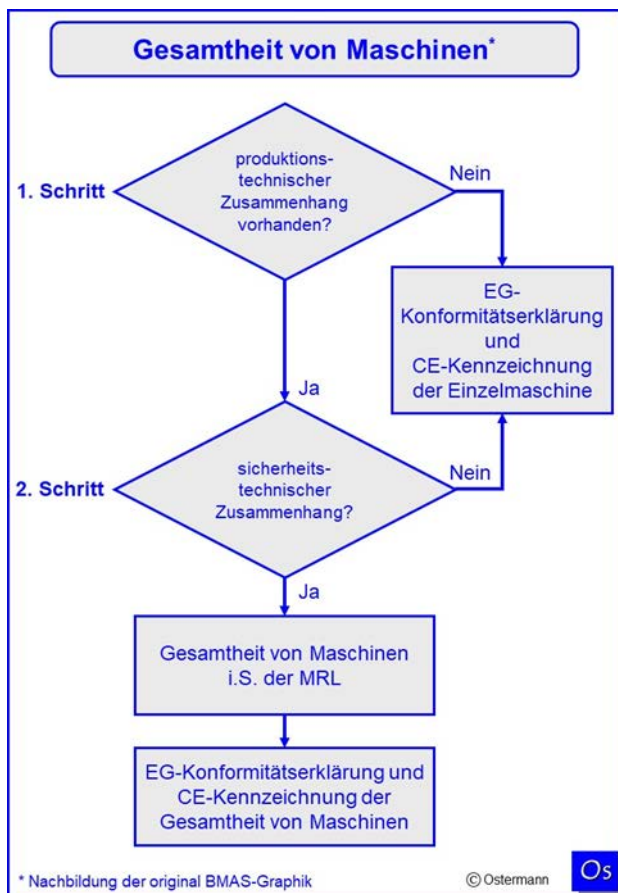 Gesamtheit von Maschinen*
1. Schritt
produktions-
technischer
Zusammenhang
vorhanden?
Nein
EG-
Konformitätserklärung
und
CE-Kennzeichnung
der Einzelmaschine
Ja
2. Schritt
sicherheits-
technischer
Zusammenhang?
Nein
Ja
Gesamtheit von Maschinen
i.S. der MRL
EG-Konformitätserklärung und
CE-Kennzeichnung der
Gesamtheit von Maschinen
* Nachbildung der original BMAS-Graphik
© Ostermann
Os